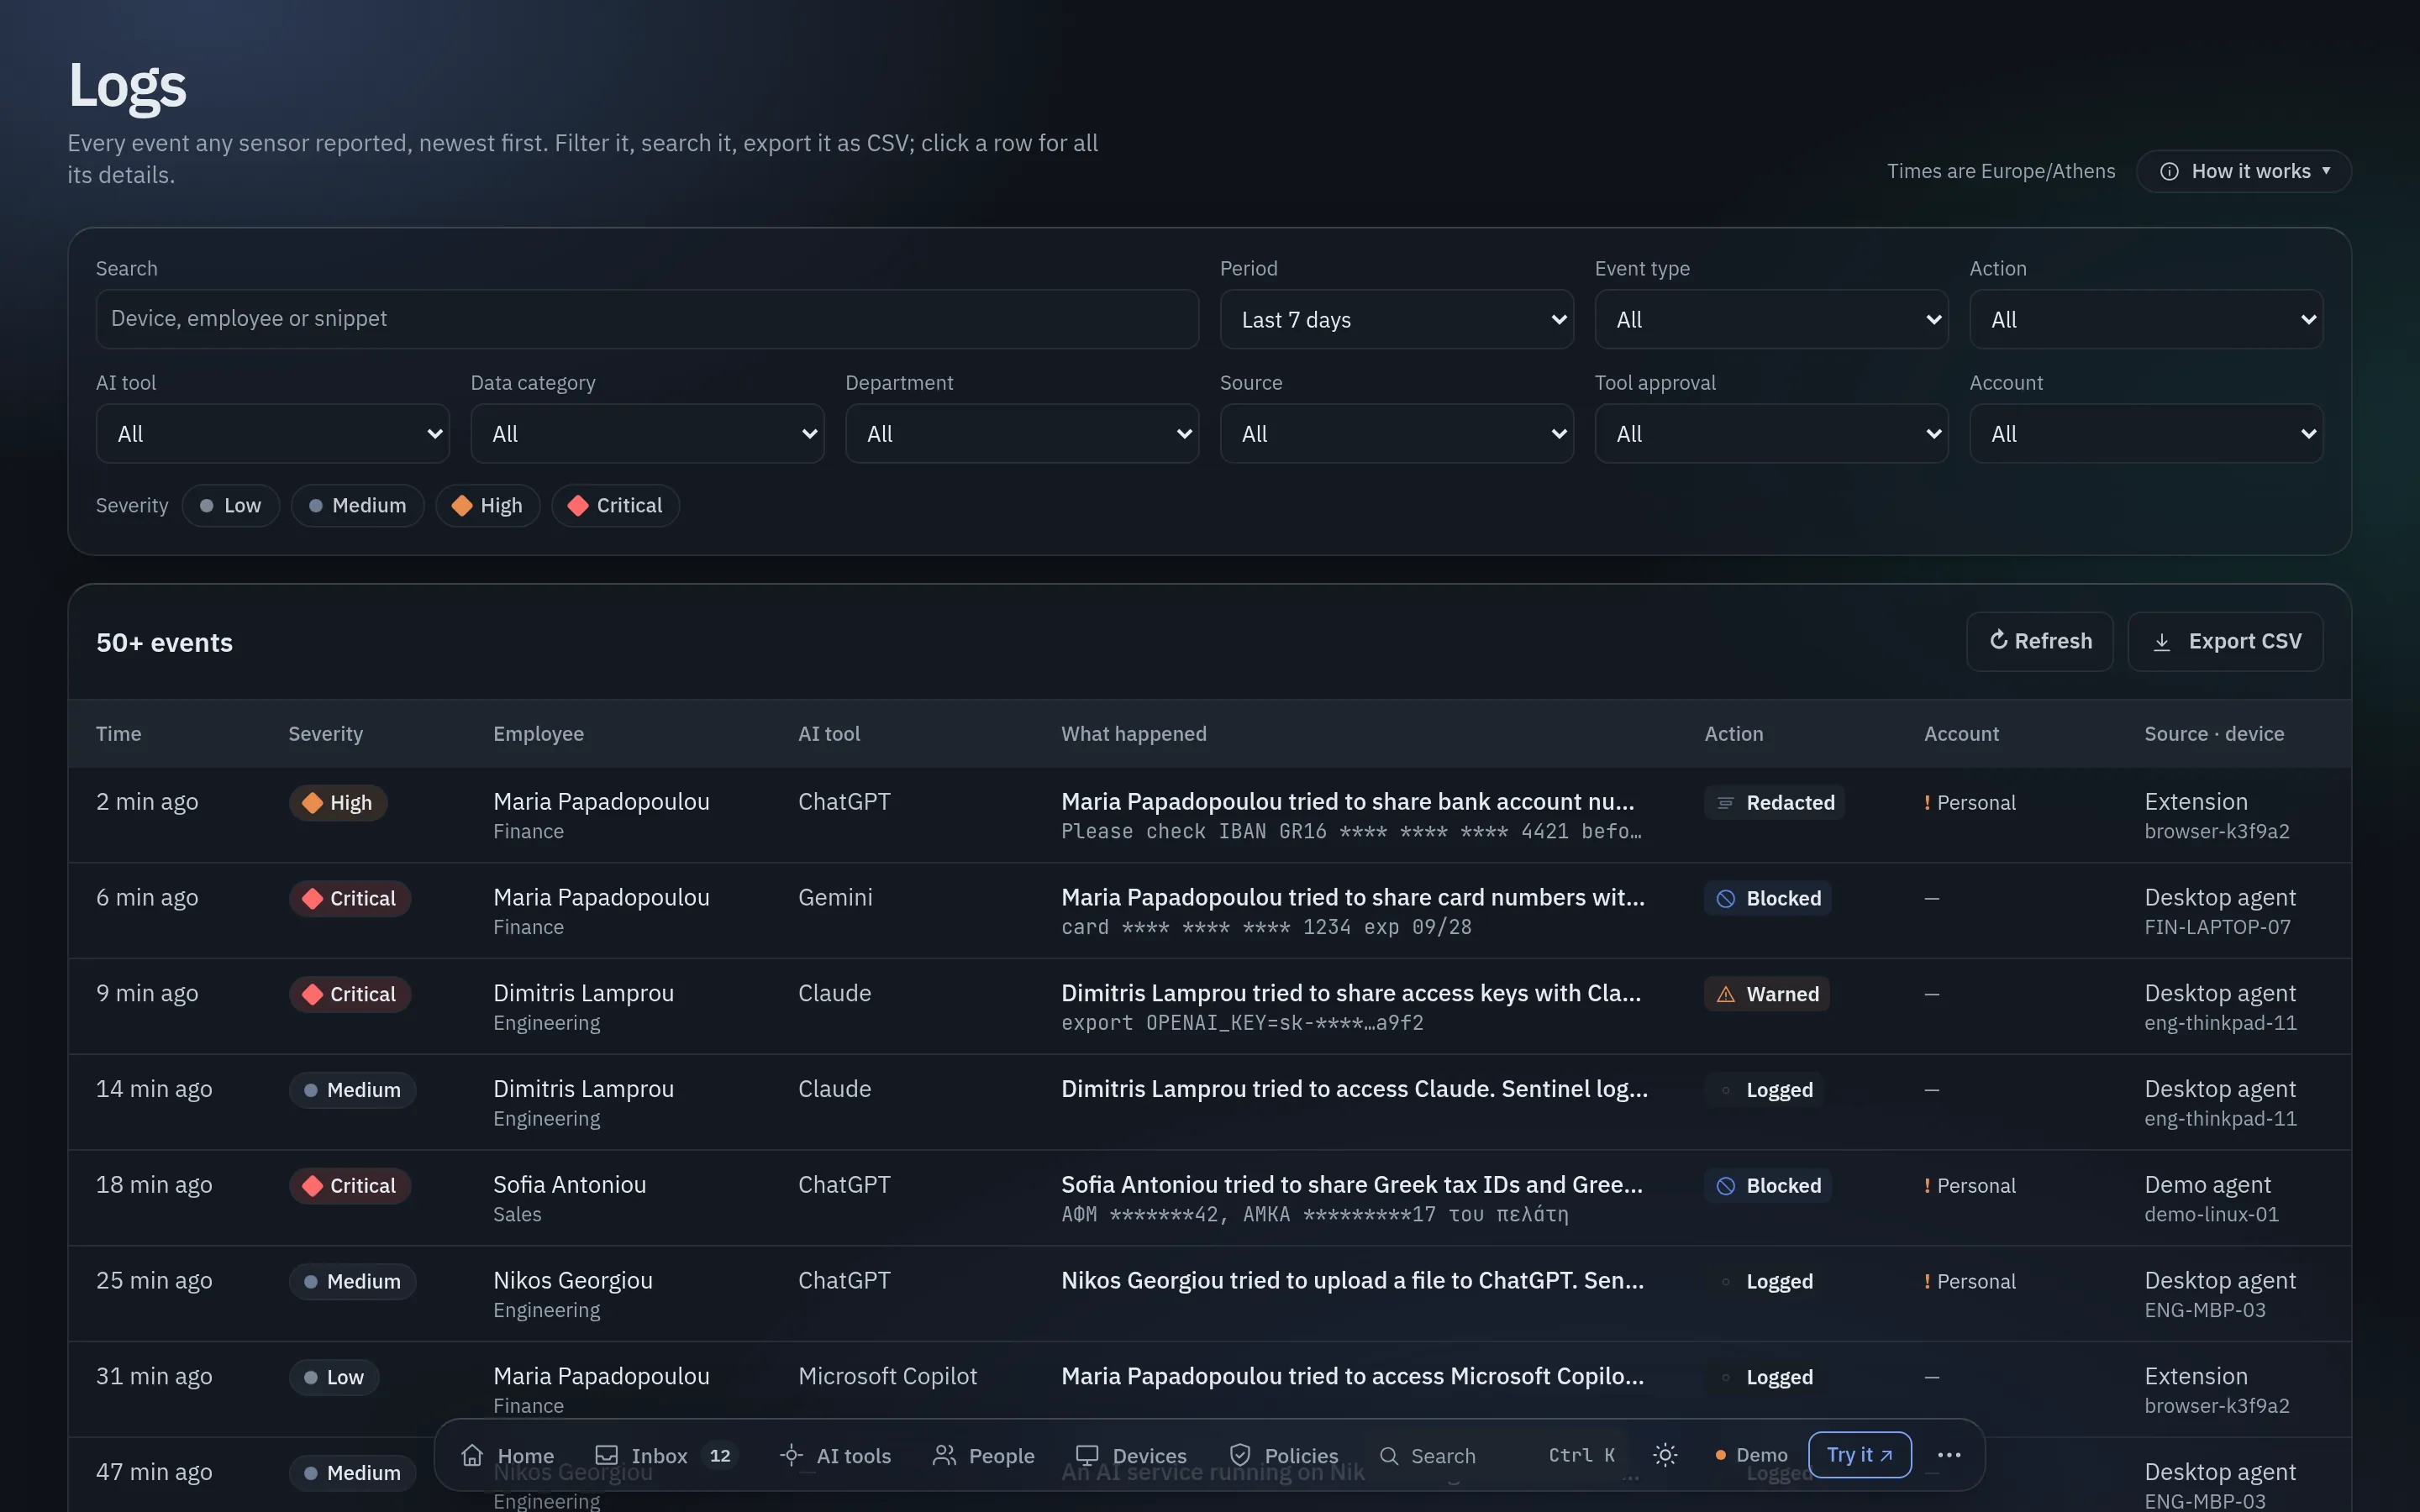 Logs
Every event any sensor reported, newest first. Filter it, search it, export it as CSV; click a row for all
its details.
Times are Europe/Athens
How it works
Search
Period
Event type
Action
Device, employee or snippet
Last 7 days
All
All
AI tool
Data category
Department
Source
Tool approval
Account
All
All
All
All
All
All
Severity
Low
Medium
High
Critical
50+ events
Refresh
Export CSV
Time
Severity
Employee
AI tool
What happened
Action
Account
Source · device
2 min ago
High
Maria Papadopoulou
Finance
ChatGPT
Maria Papadopoulou tried to share bank account nu...
Please check IBAN GR16 **** **** **** 4421 befo…
Redacted
! Personal
Extension
browser-k3f9a2
6 min ago
Critical
Maria Papadopoulou
Finance
Gemini
Maria Papadopoulou tried to share card numbers wit...
card **** **** **** 1234 exp 09/28
Blocked
—
Desktop agent
FIN-LAPTOP-07
9 min ago
Critical
Dimitris Lamprou
Engineering
Claude
Dimitris Lamprou tried to share access keys with Cla...
export OPENAI_KEY=sk-****…a9f2
Warned
—
Desktop agent
eng-thinkpad-11
14 min ago
Medium
Dimitris Lamprou
Engineering
Claude
Dimitris Lamprou tried to access Claude. Sentinel log...
Logged
—
Desktop agent
eng-thinkpad-11
18 min ago
Critical
Sofia Antoniou
Sales
ChatGPT
Sofia Antoniou tried to share Greek tax IDs and Gree...
ΑΦΜ *******42, ΑΜΚΑ *********17 του πελάτη
Blocked
! Personal
Demo agent
demo-linux-01
25 min ago
Medium
Nikos Georgiou
Engineering
ChatGPT
Nikos Georgiou tried to upload a file to ChatGPT. Sen...
Logged
! Personal
Desktop agent
ENG-MBP-03
31 min ago
Low
Maria Papadopoulou
Finance
Microsoft Copilot
Maria Papadopoulou tried to access Microsoft Copilo...
Logged
—
Extension
browser-k3f9a2
47 min ago
Medium
Nikos Georgiou
Engineering
An AI service running on Nik
Logged
Desktop agent
ENG-MBP-03
Home
Inbox 12
AI tools
People
Devices
Policies
Search
Ctrl K
Demo
Try it ↗